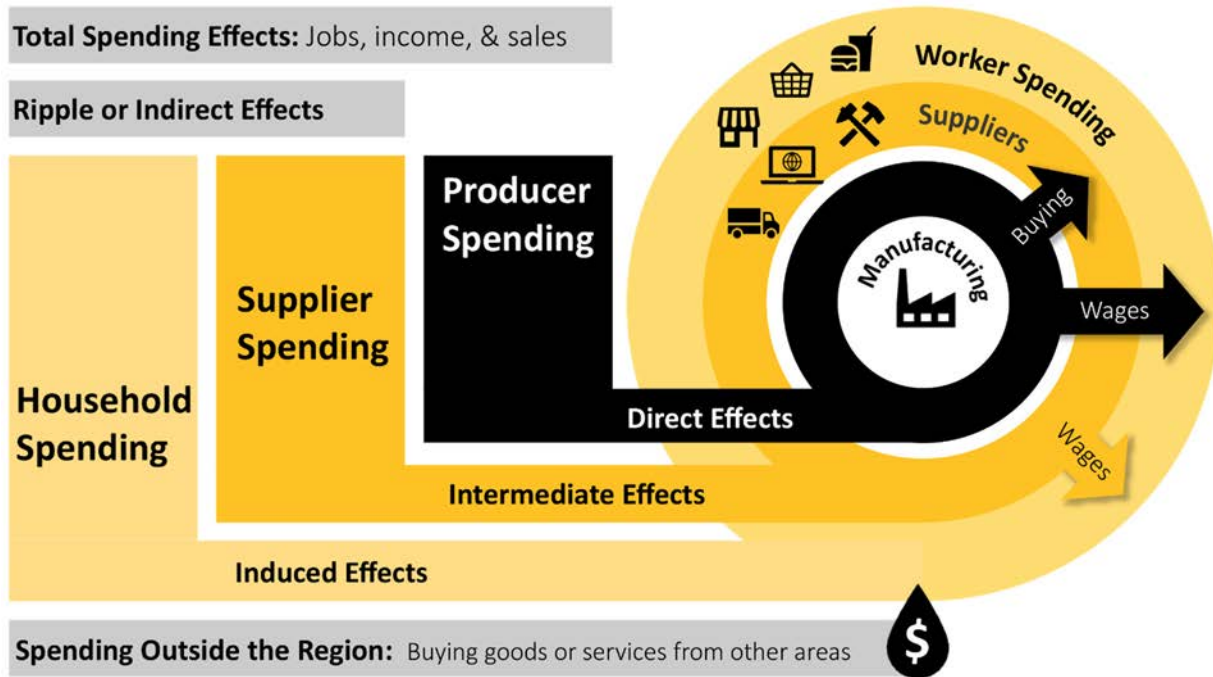 Total Spending Effects: Jobs, income, & sales
Ripple or Indirect Effects
Household
Spending
Supplier
Spending
Producer
Spending
Direct Effects
Intermediate Effects
Induced Effects
Worker Spending
Suppliers
Manufacturing
Buying
Wages
Wages
Spending Outside the Region: Buying goods or services from other areas
$